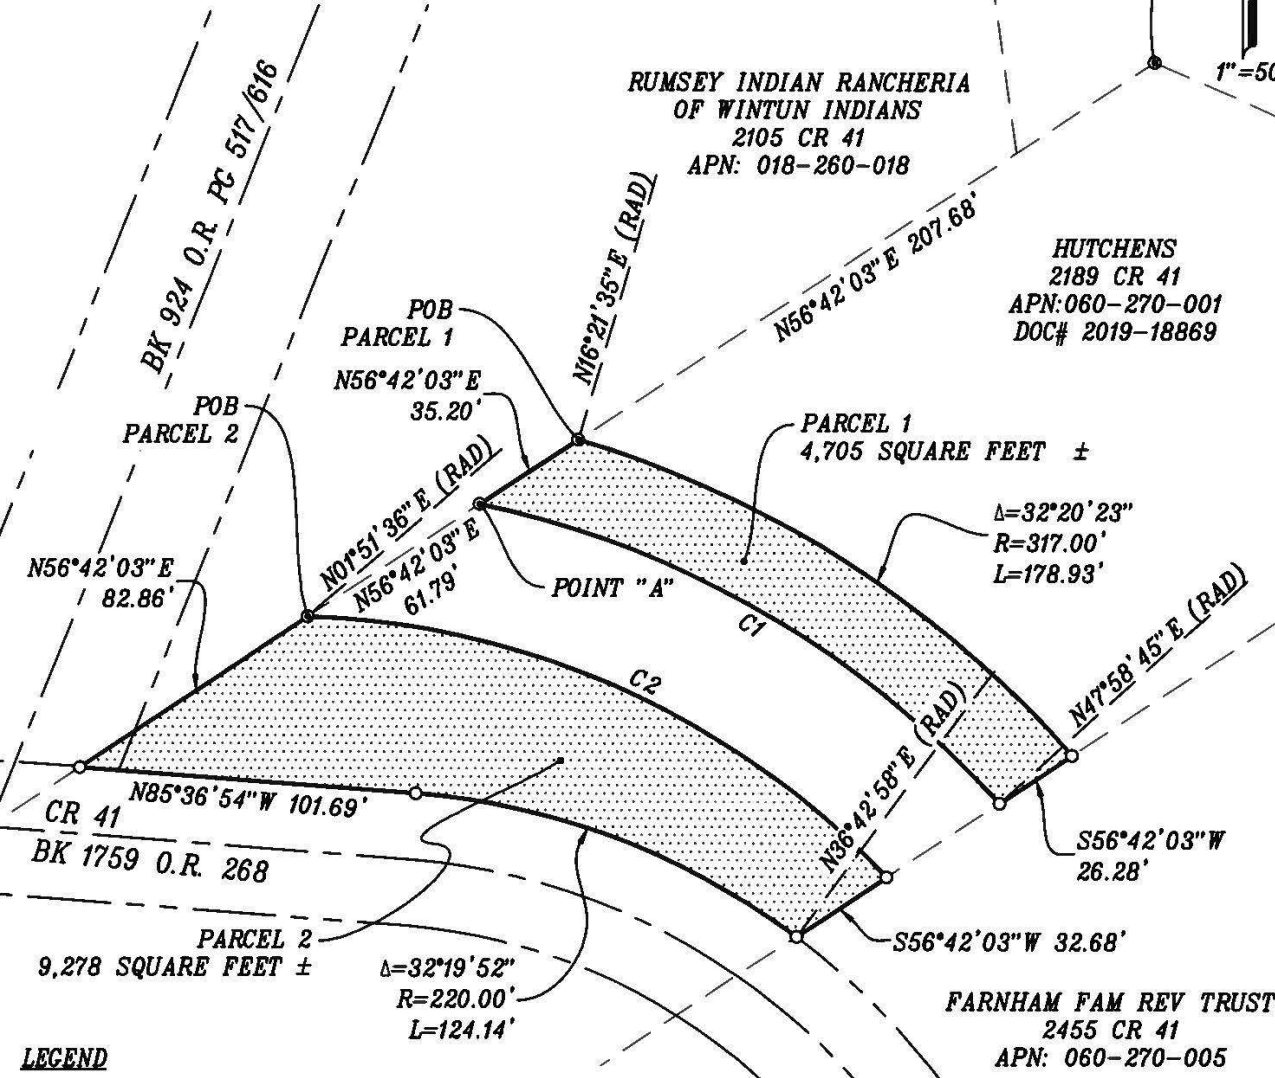 BK 924 O.R. PG 517/616
RUMSEY INDIAN RANCHERIA
OF WINTUN INDIANS
2105 CR 41
APN: 018-260-018
N16°21'35"E (RAD)
N56°42'03"E 207.68'
HUTCHENS
2189 CR 41
APN:060-270-001
DOC# 2019-18869
POB
PARCEL 1
N56°42'03"E
35.20'
POB
PARCEL 2
PARCEL 1
4,705 SQUARE FEET ±
N01°51'36"E (RAD)
N56°42'03"E
61.79'
Δ=32°20'23"
R=317.00'
L=178.93'
N56°42'03"E
82.86'
POINT "A"
C1
C2
N47°58'45"E (RAD)
N36°42'58"E (RAD)
N85°36'54"W 101.69'
CR 41
BK 1759 O.R. 268
S56°42'03"W
26.28'
PARCEL 2
9,278 SQUARE FEET ±
Δ=32°19'52"
R=220.00'
L=124.14'
S56°42'03"W 32.68'
FARNHAM FAM REV TRUST
2455 CR 41
APN: 060-270-005
LEGEND